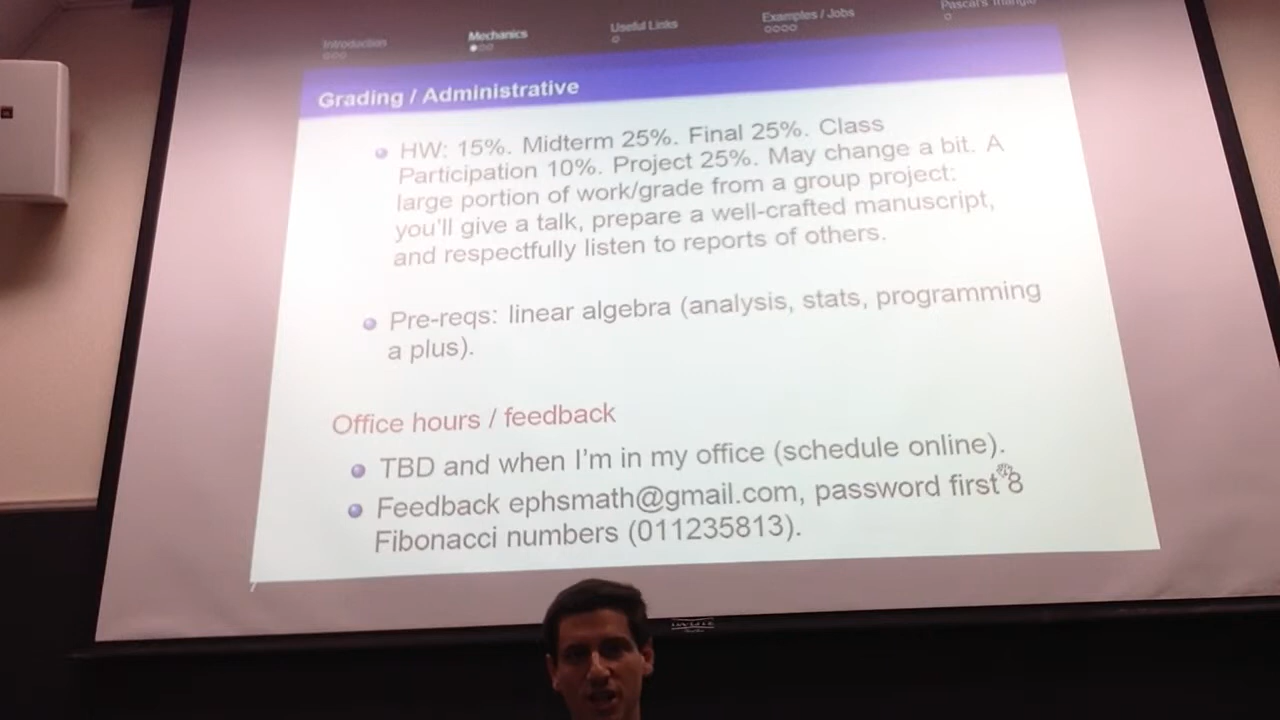 Introduction
Mechanics
Useful Links
Examples / Jobs
Pascal's Triangle
Grading / Administrative
HW: 15%. Midterm 25%. Final 25%. Class
Participation 10%. Project 25%. May change a bit. A
large portion of work/grade from a group project:
you'll give a talk, prepare a well-crafted manuscript,
and respectfully listen to reports of others.
Pre-reqs: linear algebra (analysis, stats, programming
a plus).
Office hours / feedback
TBD and when I'm in my office (schedule online).
Feedback ephsmath@gmail.com, password first 8
Fibonacci numbers (011235813).